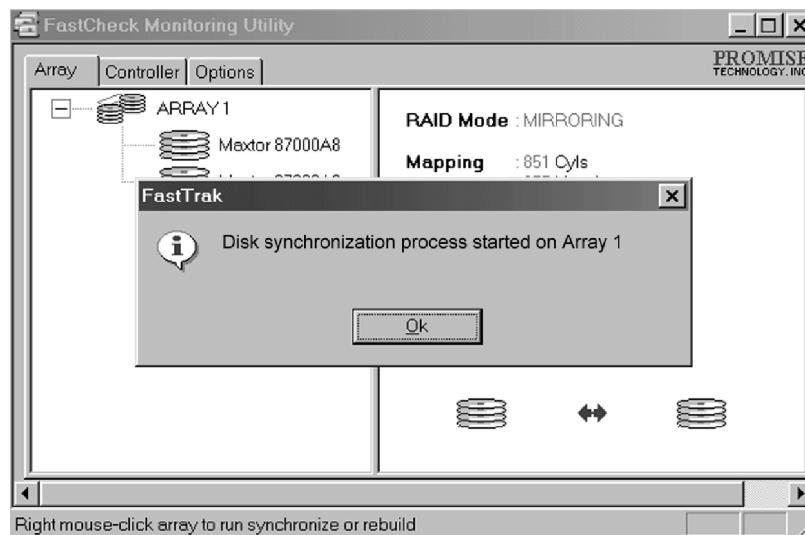 FastCheck Monitoring Utility
PROMISE
TECHNOLOGY, INC
Array Controller Options
ARRAY 1
Maxtor 87000A8
RAID Mode : MIRRORING
Mapping : 851 Cyls
FastTrak
Disk synchronization process started on Array 1
Ok
Right mouse-click array to run synchronize or rebuild